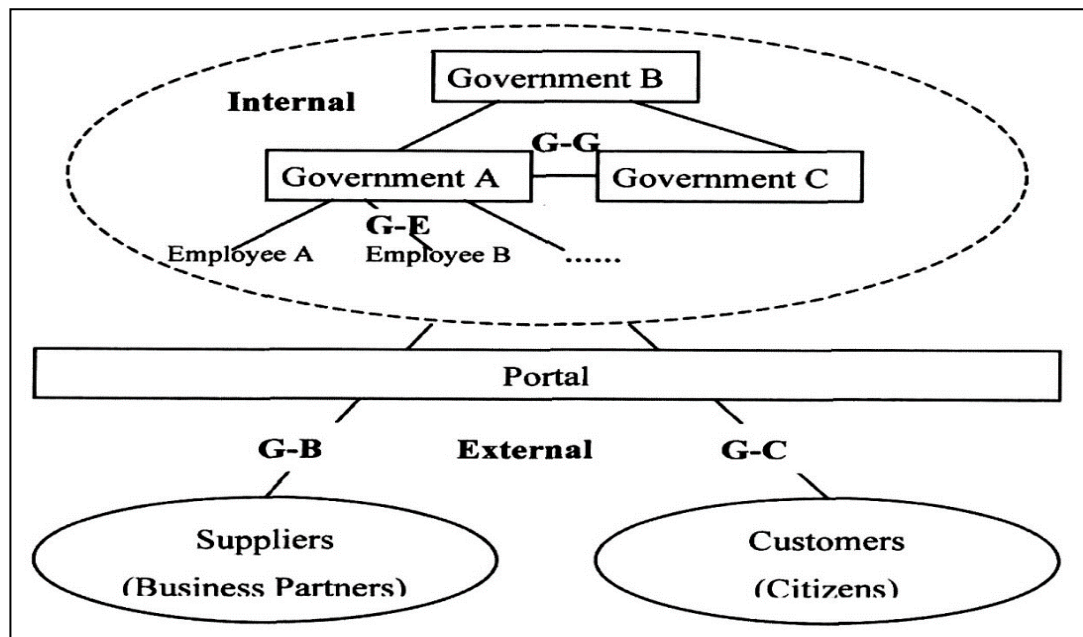 Government B
Internal
G-G
Government A
Government C
G-E
Employee A
Employee B
......
Portal
G-B
External
G-C
Suppliers
(Business Partners)
Customers
(Citizens)